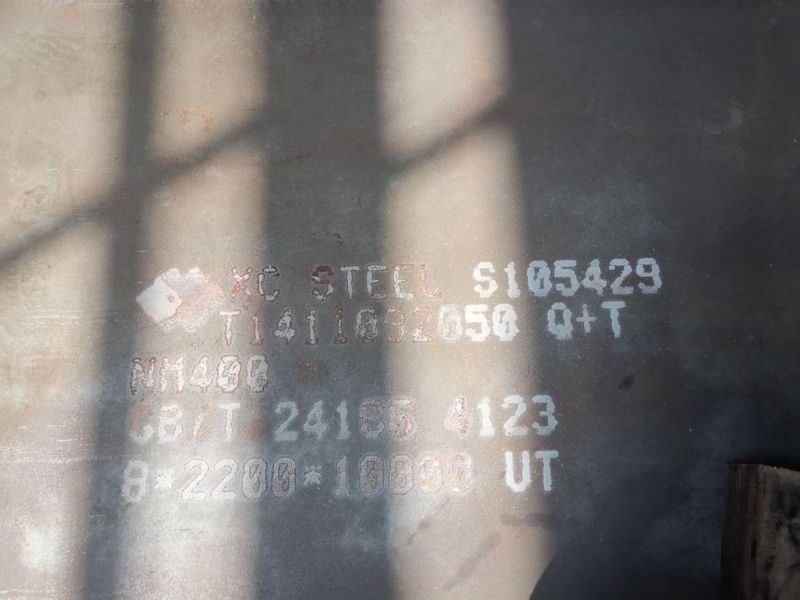 XC STEEL S105429
T1411092050 Q+T
NM400
GB/T 24186 4123
8*2200*10000 UT